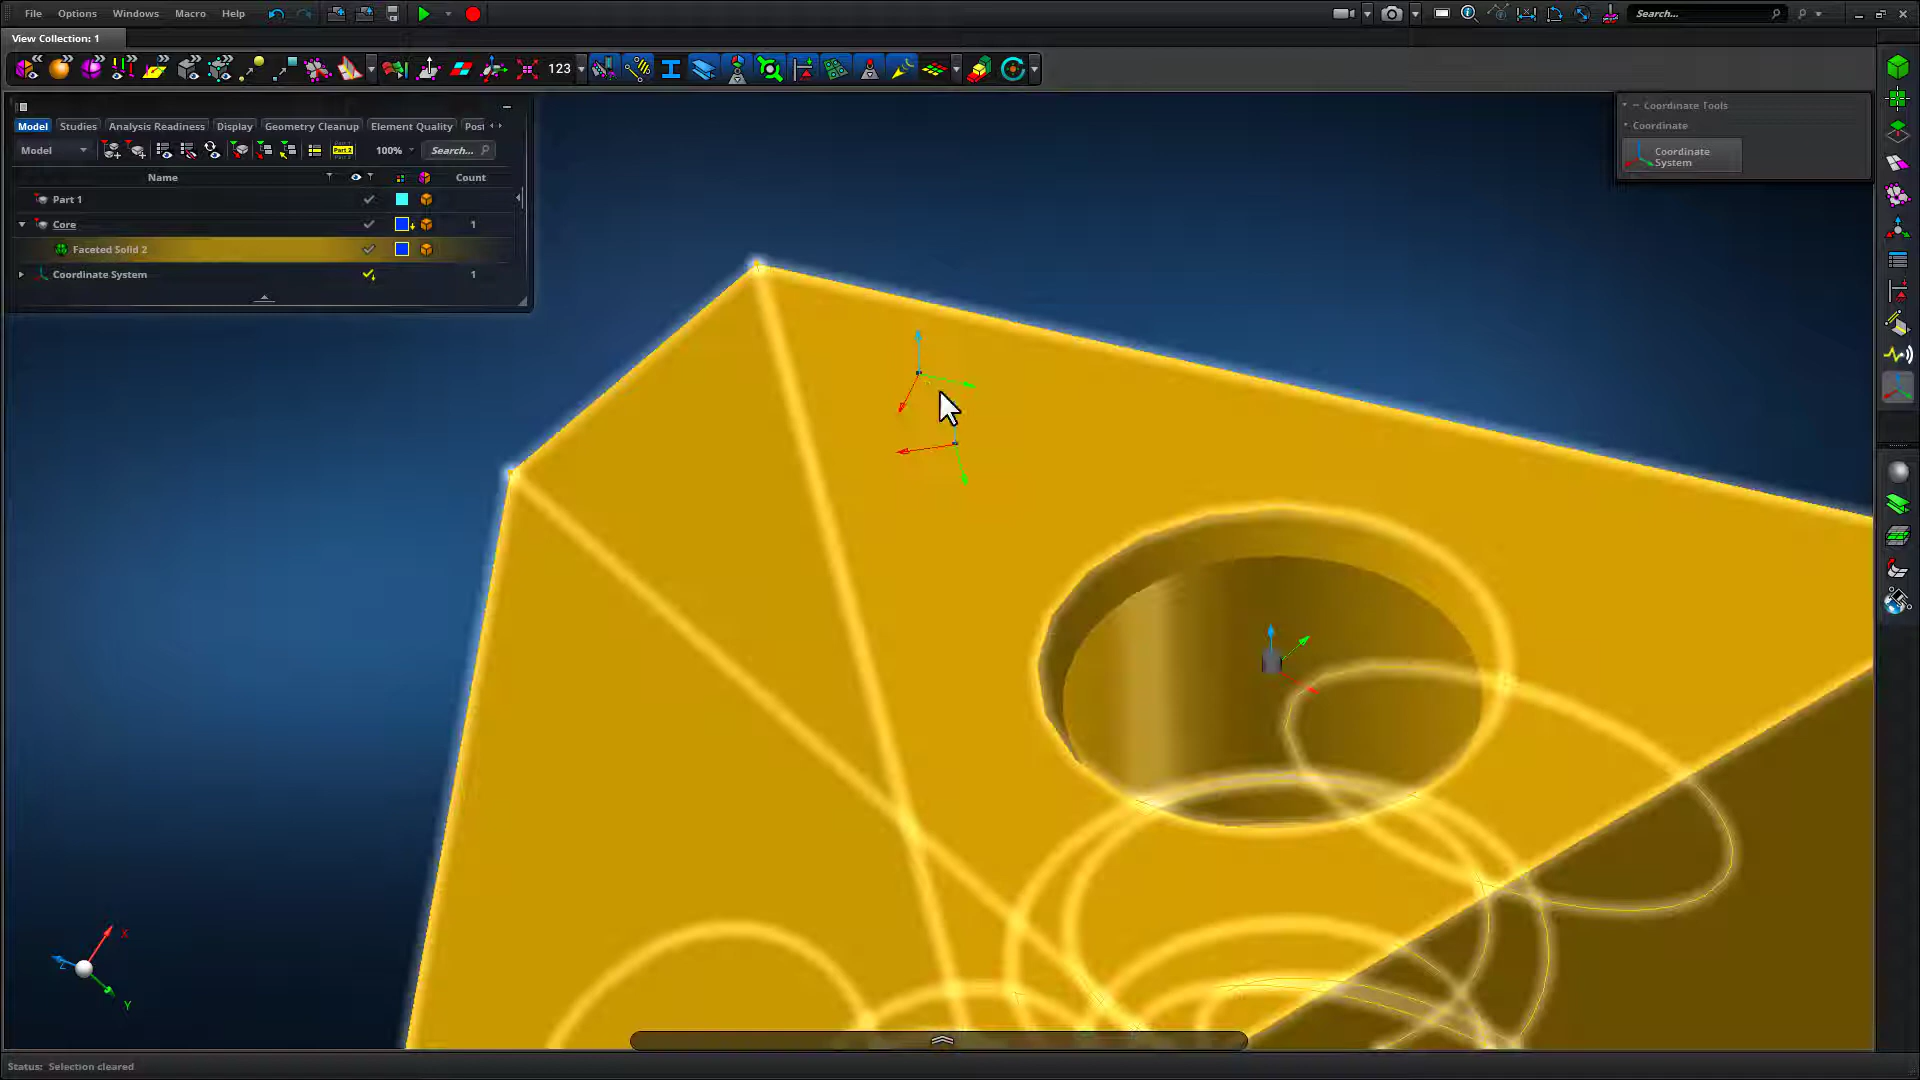 File Options Windows Macro Help Search...
View Collection: 1
123
Model Studies Analysis Readiness Display Geometry Cleanup Element Quality Post
Model 100% Search...
Name Count
Part 1
Core 1
Faceted Solid 2
Coordinate System 1
Coordinate Tools
Coordinate
Coordinate
System
X
Z
Y
Status: Selection cleared